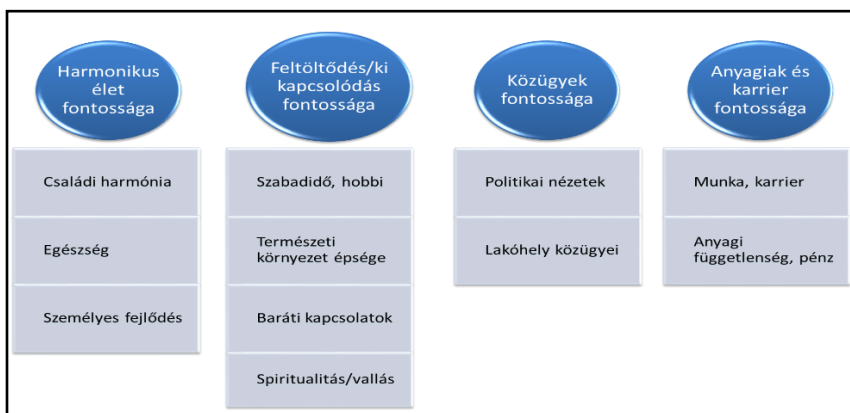 Harmonikus
élet
fontossága
Családi harmónia
Egészség
Személyes fejlődés
Feltöltődés/ki
kapcsolódás
fontossága
Szabadidő, hobbi
Természeti
környezet épsége
Baráti kapcsolatok
Spiritualitás/vallás
Közügyek
fontossága
Politikai nézetek
Lakóhely közügyei
Anyagiak és
karrier
fontossága
Munka, karrier
Anyagi
függetlenség, pénz